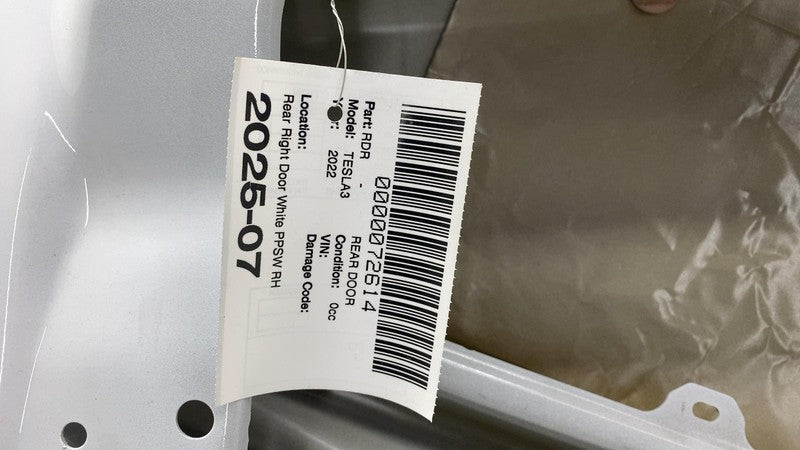 0000072614
Part: RDR - REAR DOOR
Model: TESLA3 Condition: 0cc
Year: 2022 VIN:
Location: Damage Code:
Rear Right Door White PPSW RH
2025-07